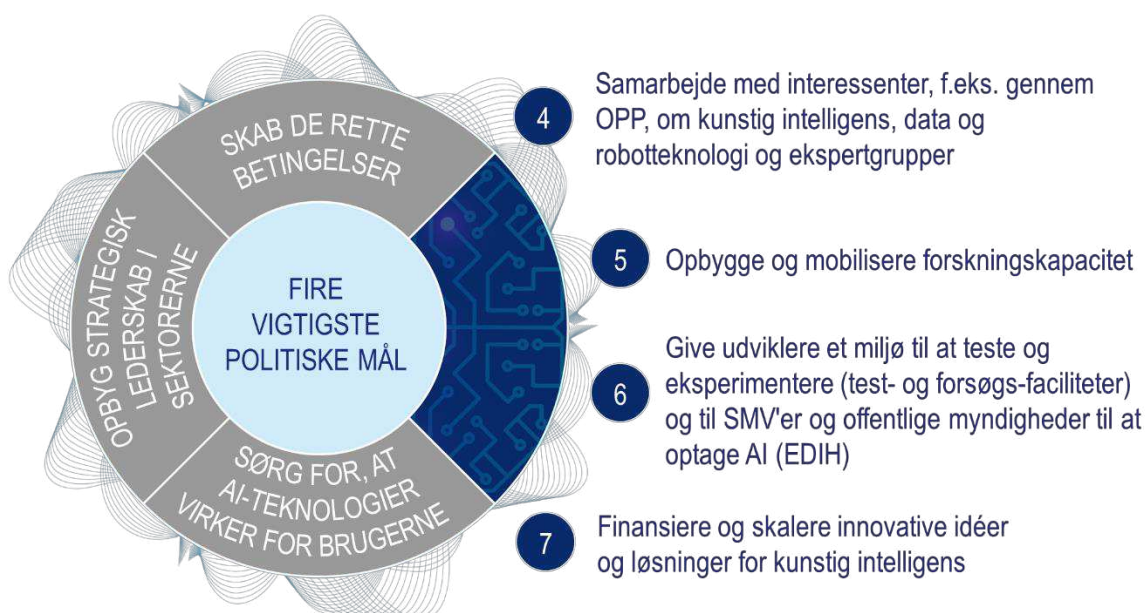 SKAB DE RETTE
BETINGELSER
OPBYG STRATEGISK
LEDERSKAB I
SEKTORERNE
FIRE
VIGTIGSTE
POLITISKE MÅL
SØRG FOR, AT
AI-TEKNOLOGIER
VIRKER FOR BRUGERNE
4
Samarbejde med interessenter, f.eks. gennem
OPP, om kunstig intelligens, data og
robotteknologi og ekspertgrupper
5
Opbygge og mobilisere forskningskapacitet
6
Give udviklere et miljø til at teste og
eksperimentere (test- og forsøgs-faciliteter)
og til SMV'er og offentlige myndigheder til at
optage AI (EDIH)
7
Finansiere og skalere innovative idéer
og løsninger for kunstig intelligens